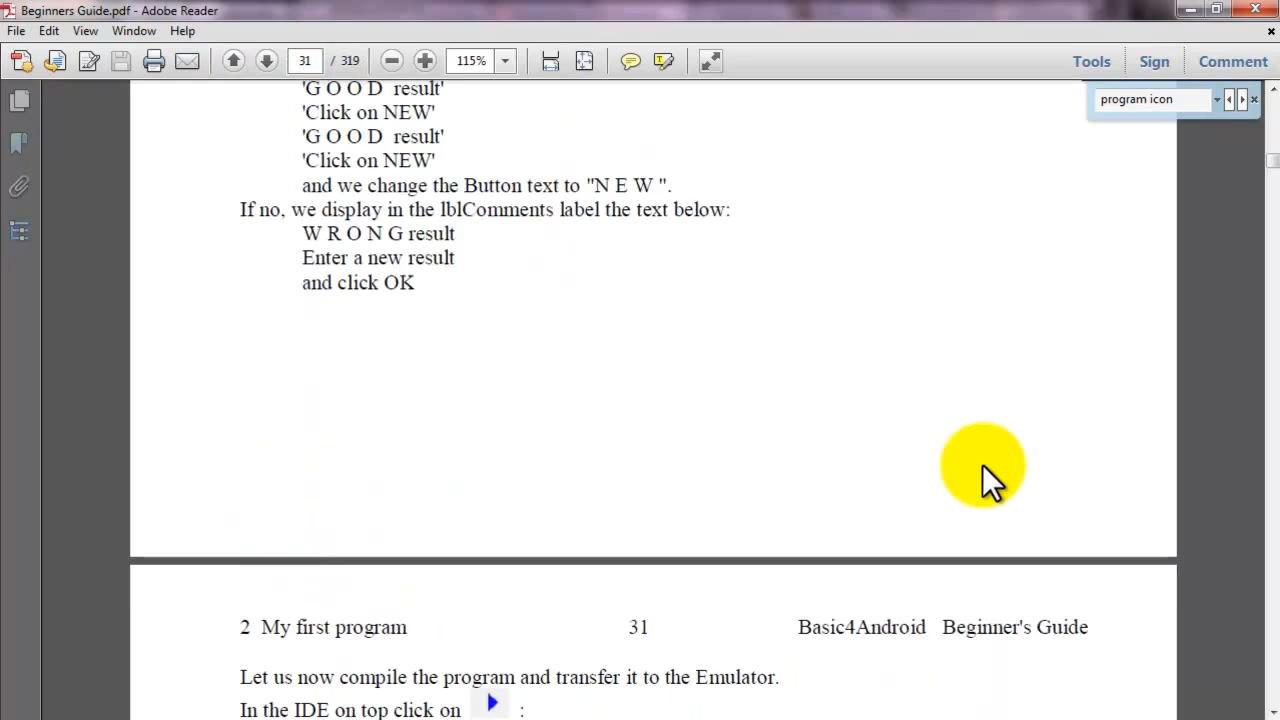 Beginners Guide.pdf - Adobe Reader
File Edit View Window Help
31 / 319 115% Tools Sign Comment
program icon
'G O O D  result'
'Click on NEW'
'G O O D  result'
'Click on NEW'
and we change the Button text to "N E W ".
If no, we display in the lblComments label the text below:
W R O N G result
Enter a new result
and click OK
2  My first program 31 Basic4Android   Beginner's Guide
Let us now compile the program and transfer it to the Emulator.
In the IDE on top click on :